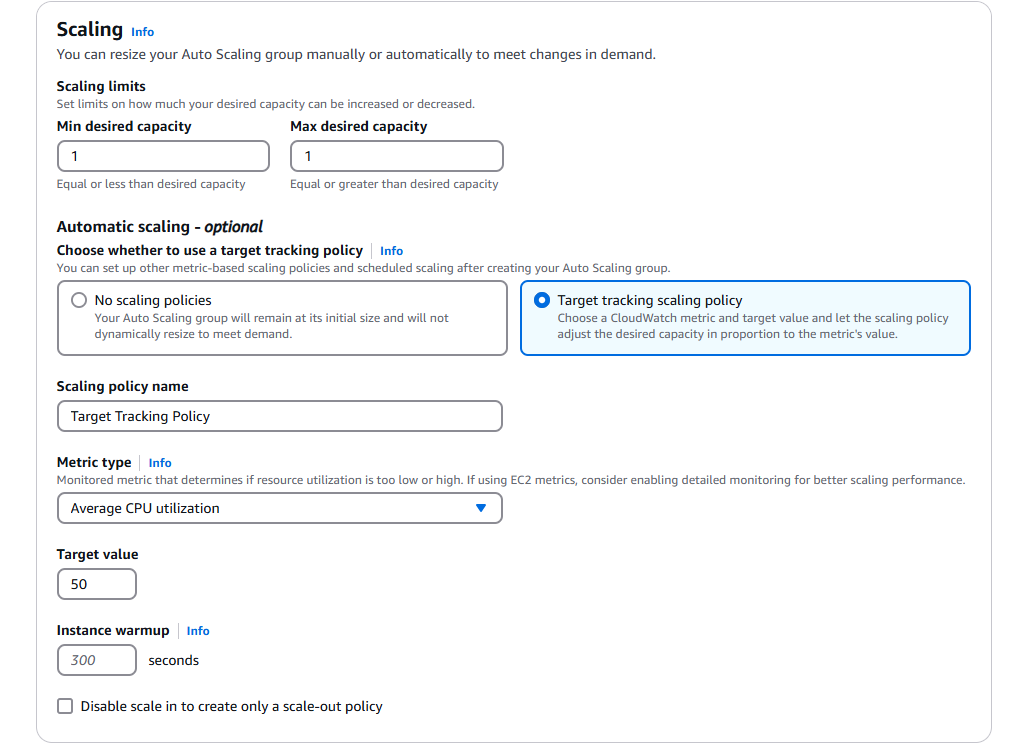 Scaling Info
You can resize your Auto Scaling group manually or automatically to meet changes in demand.
Scaling limits
Set limits on how much your desired capacity can be increased or decreased.
Min desired capacity Max desired capacity
1 1
Equal or less than desired capacity Equal or greater than desired capacity
Automatic scaling - optional
Choose whether to use a target tracking policy Info
You can set up other metric-based scaling policies and scheduled scaling after creating your Auto Scaling group.
No scaling policies
Your Auto Scaling group will remain at its initial size and will not
dynamically resize to meet demand.
Target tracking scaling policy
Choose a CloudWatch metric and target value and let the scaling policy
adjust the desired capacity in proportion to the metric's value.
Scaling policy name
Target Tracking Policy
Metric type Info
Monitored metric that determines if resource utilization is too low or high. If using EC2 metrics, consider enabling detailed monitoring for better scaling performance.
Average CPU utilization
Target value
50
Instance warmup Info
300 seconds
Disable scale in to create only a scale-out policy